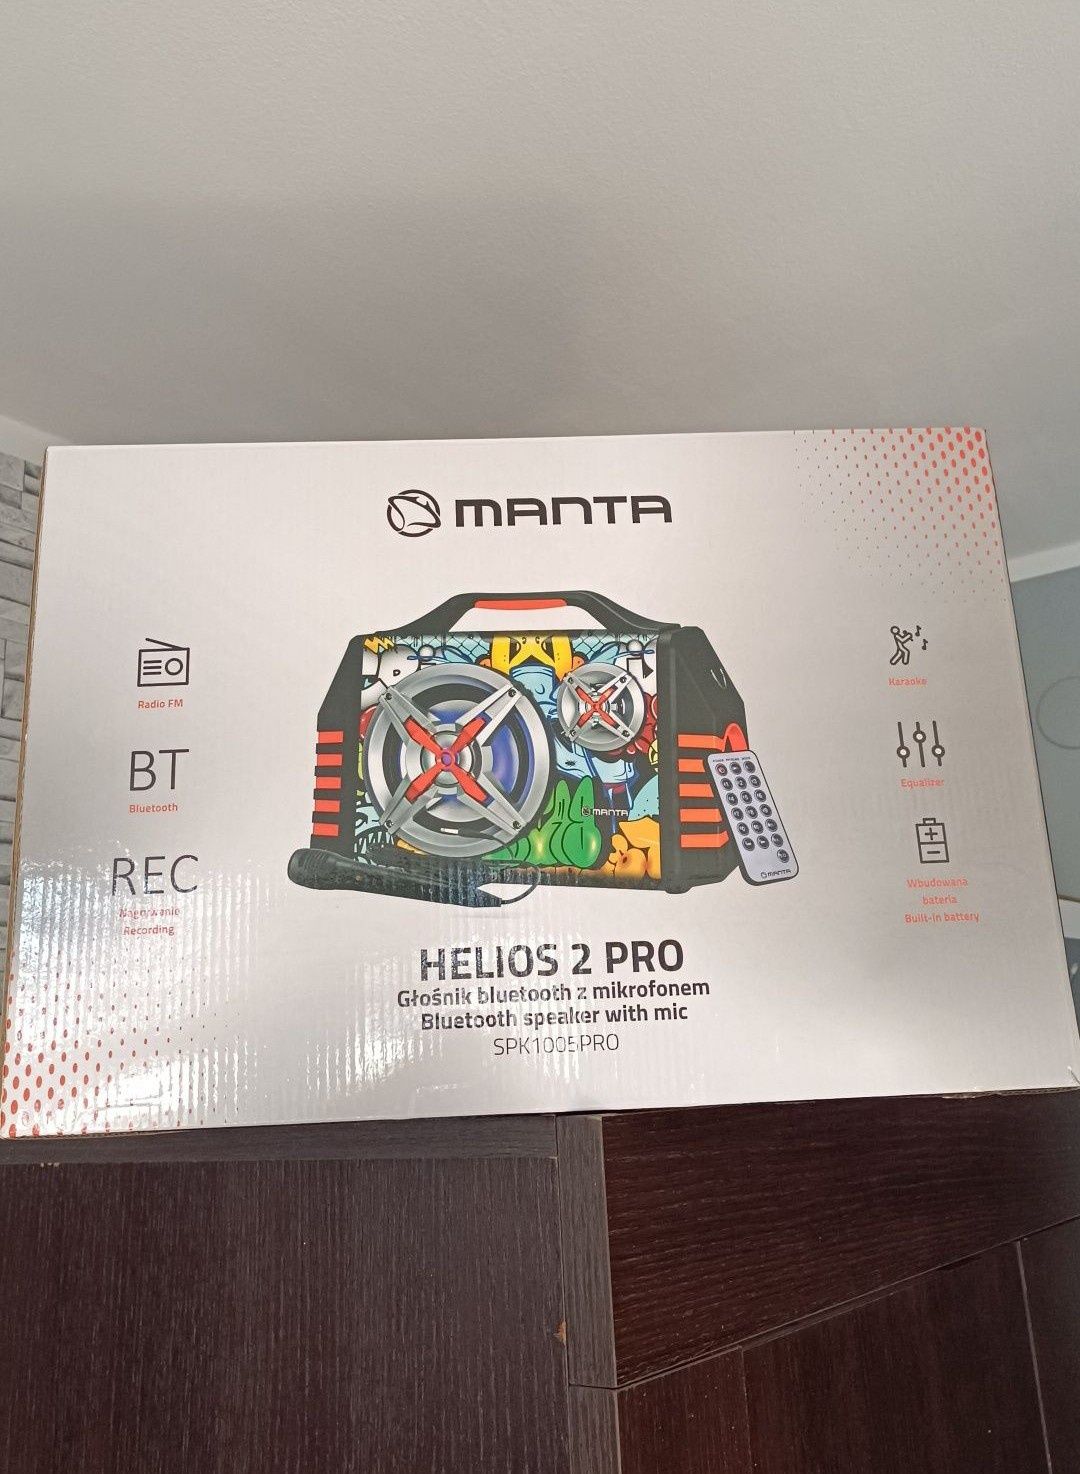 MANTA
Radio FM
BT
Bluetooth
REC
Nagrywanie
Recording
Karaoke
Equalizer
Wbudowana
bateria
Built-in battery
MANTA
MANTA
HELIOS 2 PRO
Głośnik bluetooth z mikrofonem
Bluetooth speaker with mic
SPK1005PRO